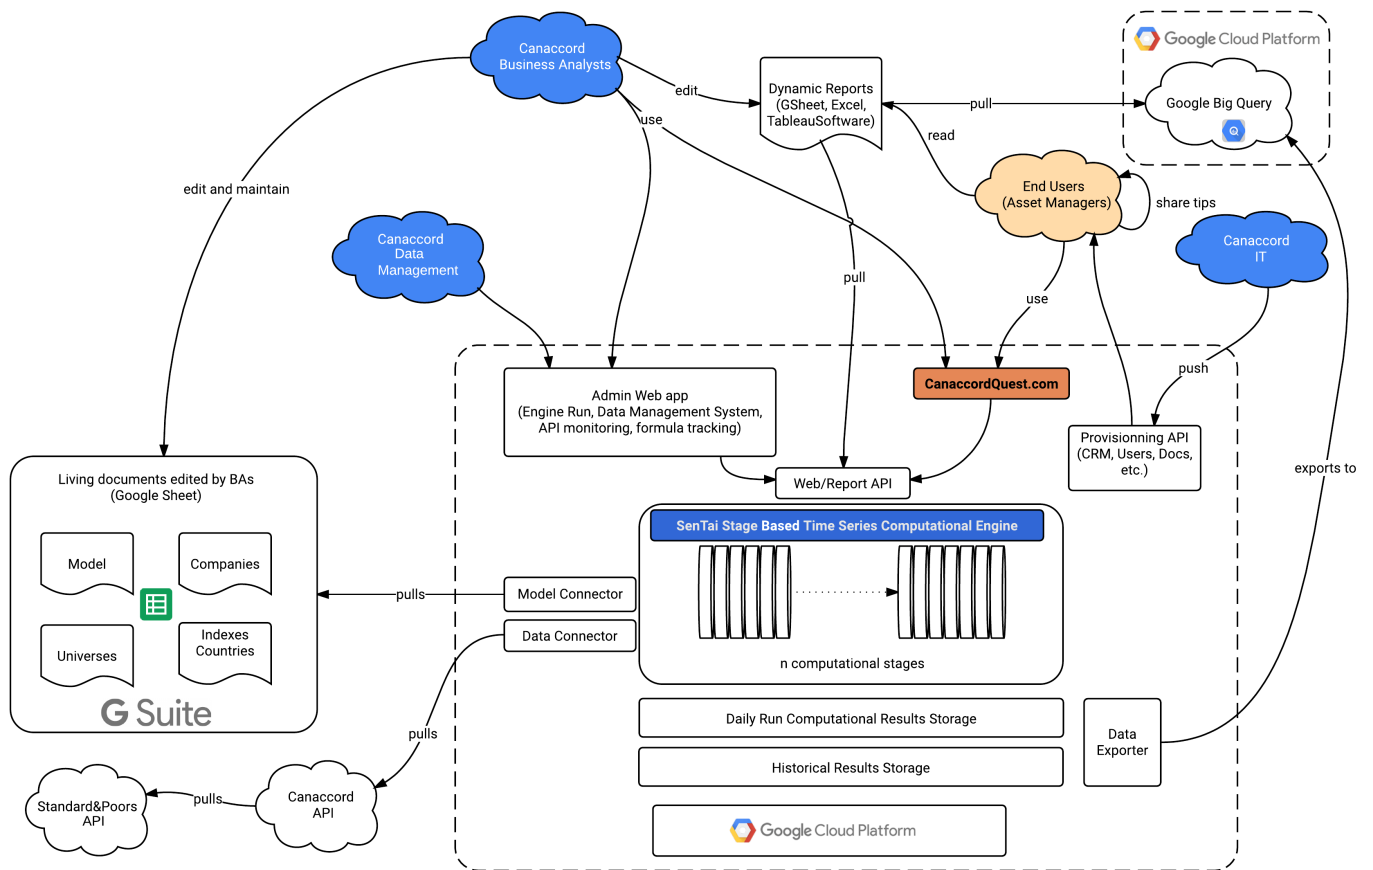 Canaccord
Business Analysts
edit
use
Dynamic Reports
(GSheet, Excel,
TableauSoftware)
pull
read
Google Cloud Platform
Google Big Query
End Users
(Asset Managers)
share tips
edit and maintain
Canaccord
Data
Management
Canaccord
IT
pull
use
push
Admin Web app
(Engine Run, Data Management System,
API monitoring, formula tracking)
CanaccordQuest.com
Provisionning API
(CRM, Users, Docs,
etc.)
Web/Report API
exports to
Living documents edited by BAs
(Google Sheet)
Model
Companies
Universes
Indexes
Countries
G Suite
SenTai Stage Based Time Series Computational Engine
n computational stages
pulls
Model Connector
Data Connector
pulls
Daily Run Computational Results Storage
Historical Results Storage
Data
Exporter
Standard&Poors
API
pulls
Canaccord
API
Google Cloud Platform